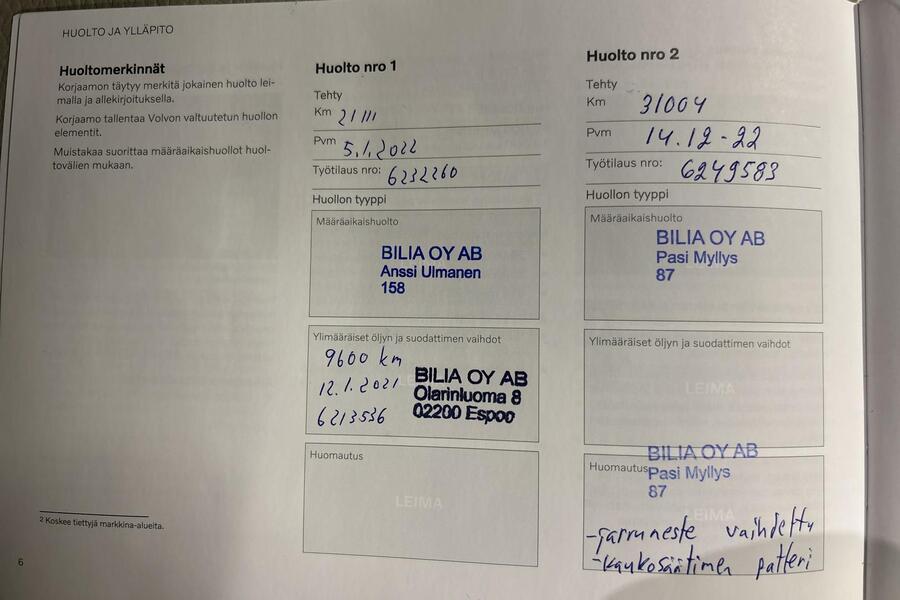 HUOLTO JA YLLÄPITO
Huoltomerkinnät
Korjaamon täytyy merkitä jokainen huolto lei-
malla ja allekirjoituksella.
Korjaamo tallentaa Volvon valtuutetun huollon
elementit.
Muistakaa suorittaa määräaikaishuollot huol-
tovälien mukaan.
² Koskee tiettyjä markkina-alueita.
6
Huolto nro 1
Tehty
Km 21111
Pvm 5.1.2022
Työtilaus nro: 6232260
Huollon tyyppi
Määräaikaishuolto
BILIA OY AB
Anssi Ulmanen
158
Ylimääräiset öljyn ja suodattimen vaihdot
9600 km
12.1.2021
6213536
BILIA OY AB
Olarinluoma 8
02200 Espoo
Huomautus
LEIMA
Huolto nro 2
Tehty
Km 31004
Pvm 14.12-22
Työtilaus nro: 6249583
Huollon tyyppi
Määräaikaishuolto
BILIA OY AB
Pasi Myllys
87
Ylimääräiset öljyn ja suodattimen vaihdot
LEIMA
Huomautus
BILIA OY AB
Pasi Myllys
87
LEIMA
-jarruneste vaihdettu
-kaukosäätimen patteri